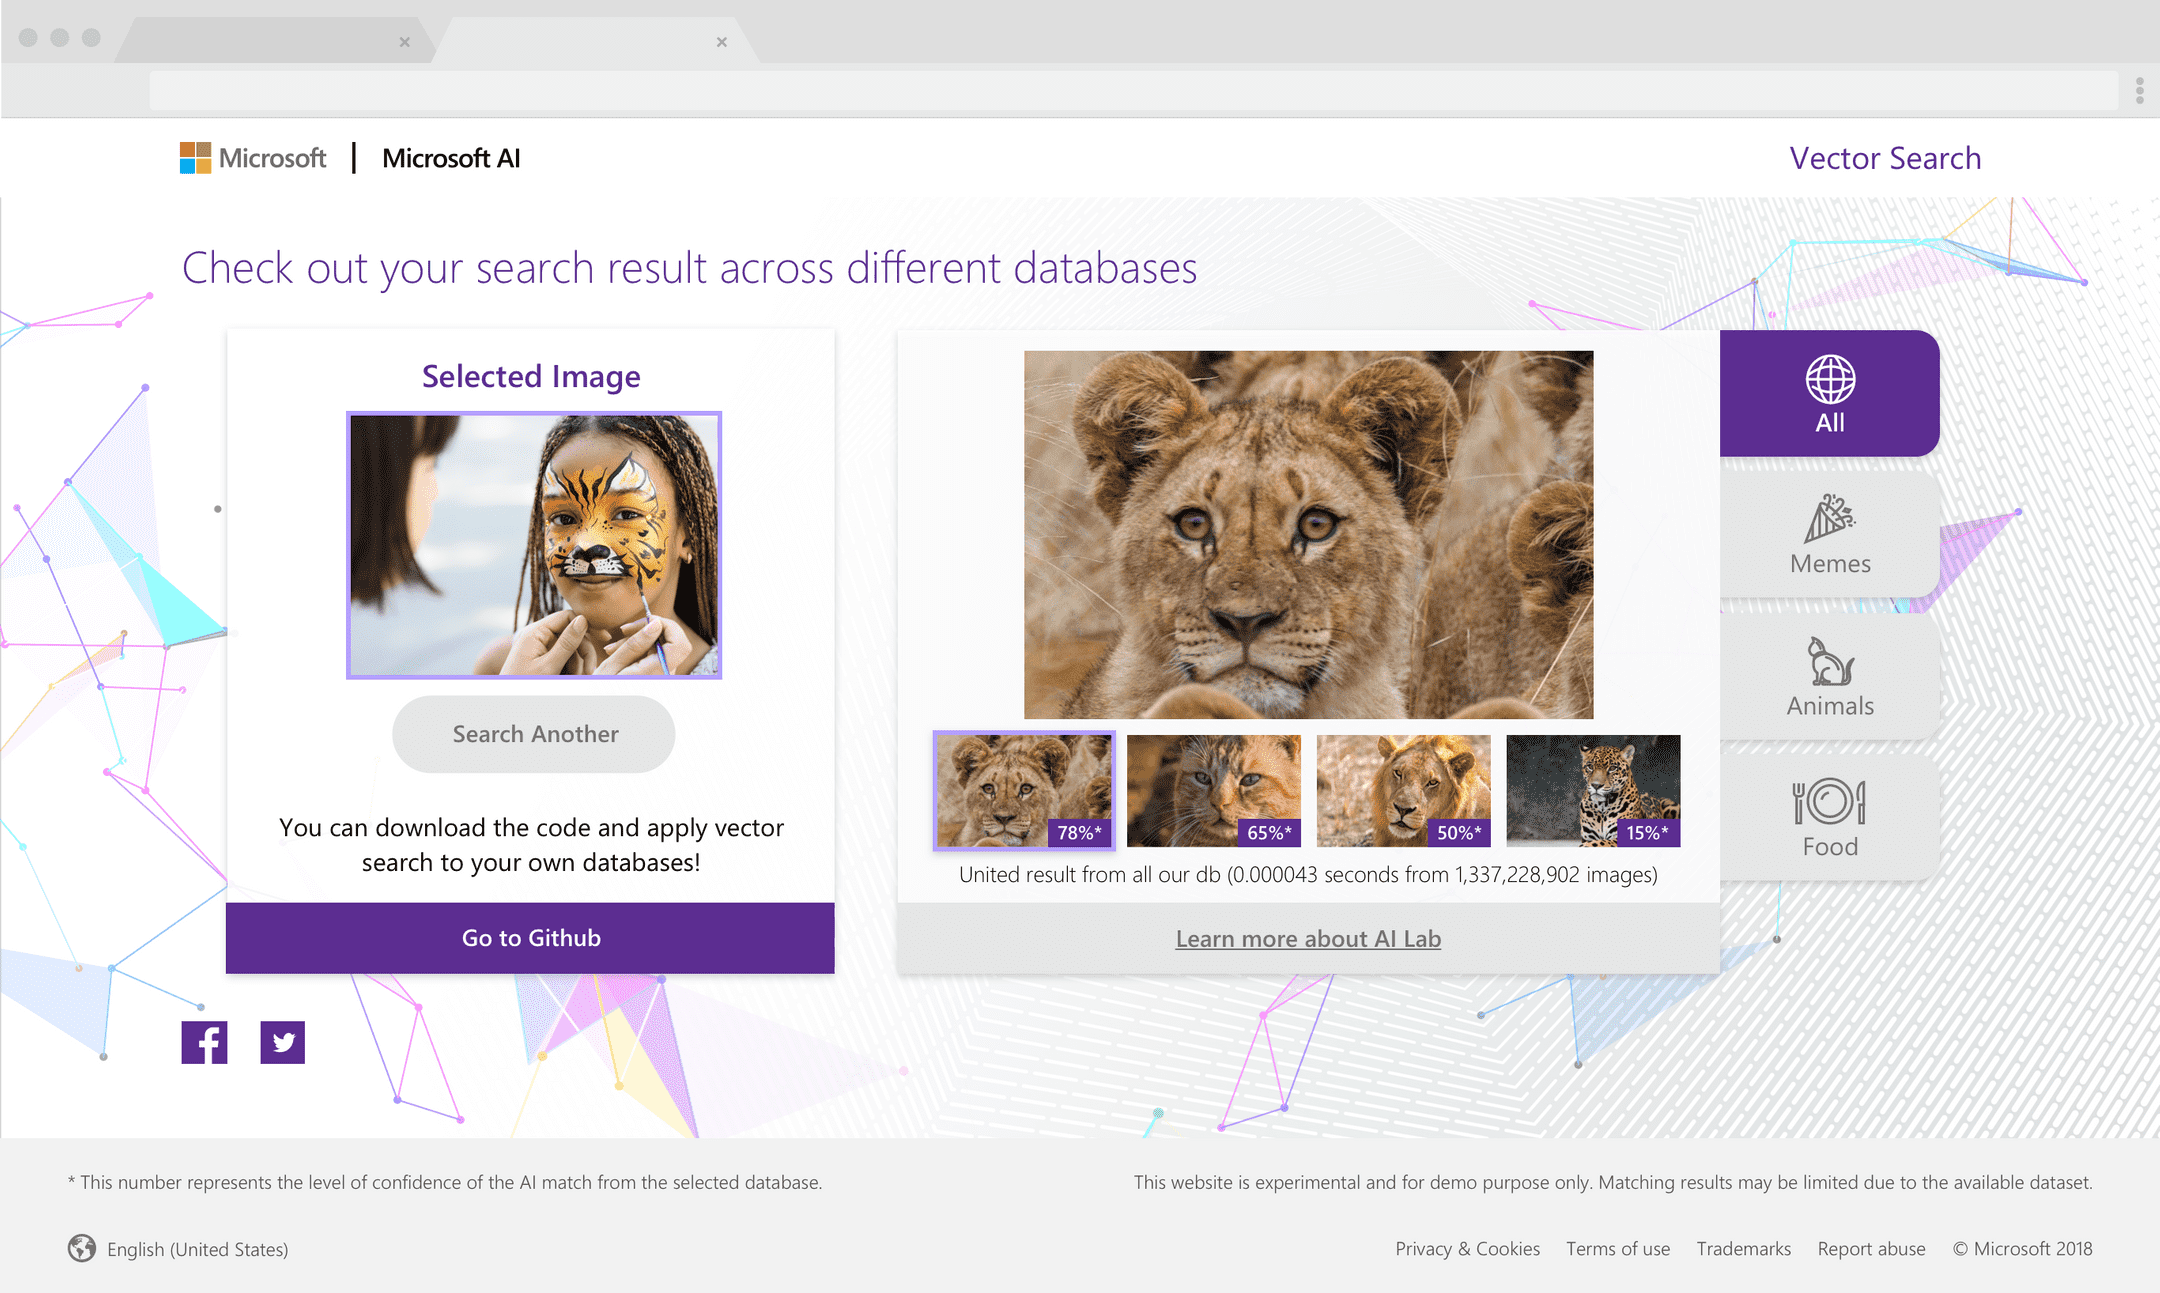 Microsoft | Microsoft AI
Vector Search
Check out your search result across different databases
Selected Image
Search Another
You can download the code and apply vector
search to your own databases!
Go to Github
78%*
65%*
50%*
15%*
United result from all our db (0.000043 seconds from 1,337,228,902 images)
Learn more about AI Lab
All
Memes
Animals
Food
* This number represents the level of confidence of the AI match from the selected database.
This website is experimental and for demo purpose only. Matching results may be limited due to the available dataset.
English (United States)
Privacy & Cookies
Terms of use
Trademarks
Report abuse
© Microsoft 2018